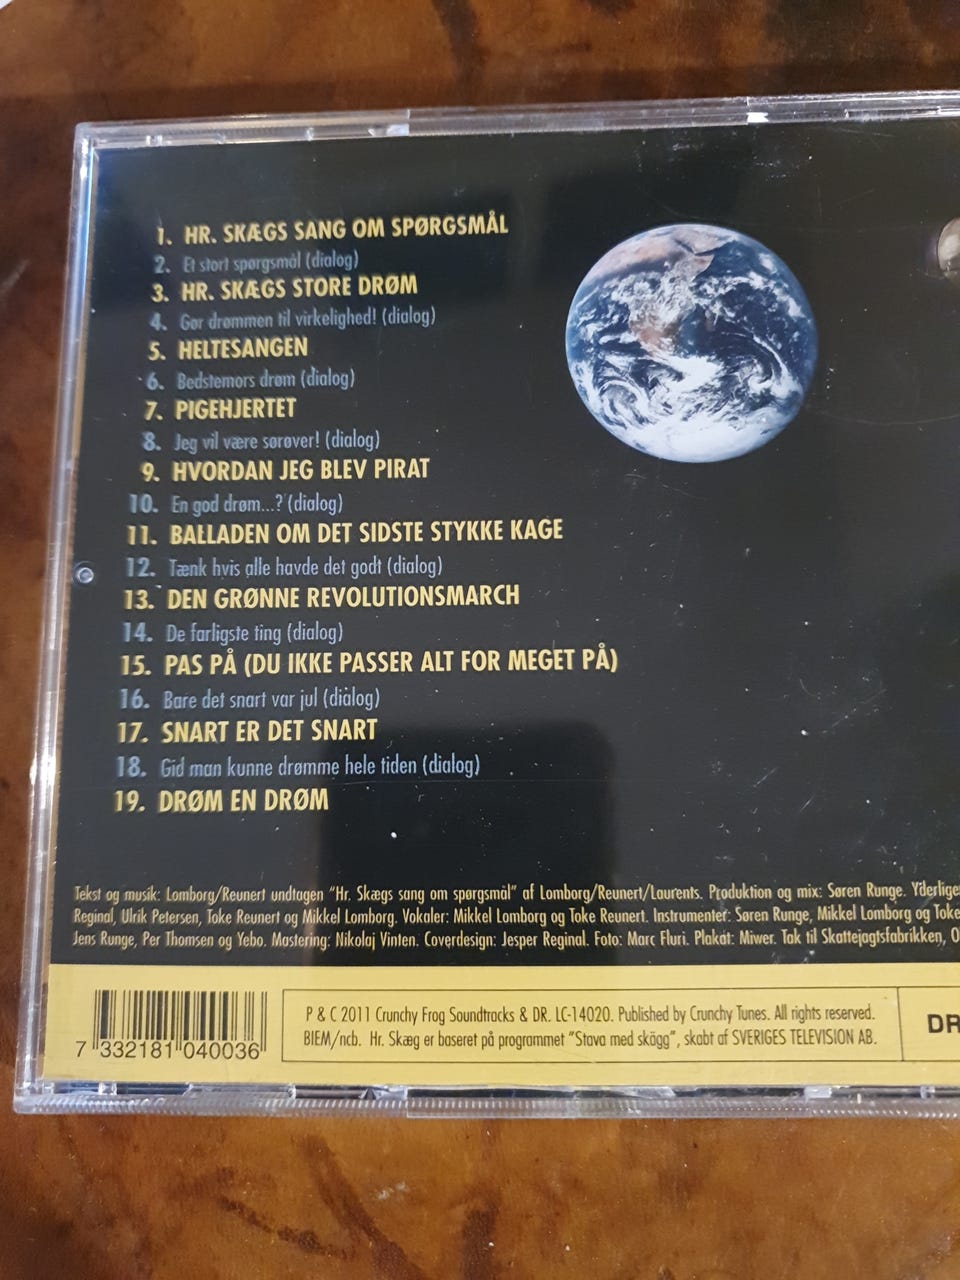 1. HR. SKÆGS SANG OM SPØRGSMÅL
2. Et stort spørgsmål (dialog)
3. HR. SKÆGS STORE DRØM
4. Gør drømmen til virkelighed! (dialog)
5. HELTESANGEN
6. Bedstemors drøm (dialog)
7. PIGEHJERTET
8. Jeg vil være sørøver! (dialog)
9. HVORDAN JEG BLEV PIRAT
10. En god drøm...? (dialog)
11. BALLADEN OM DET SIDSTE STYKKE KAGE
12. Tænk hvis alle havde det godt (dialog)
13. DEN GRØNNE REVOLUTIONSMARCH
14. De farligste ting (dialog)
15. PAS PÅ (DU IKKE PASSER ALT FOR MEGET PÅ)
16. Bare det snart var jul (dialog)
17. SNART ER DET SNART
18. Gid man kunne drømme hele tiden (dialog)
19. DRØM EN DRØM
Tekst og musik: Lomborg/Reunert undtagen "Hr. Skægs sang om spørgsmål" af Lomborg/Reunert/Laurents. Produktion og mix: Søren Runge. Yderliger
Reginal, Ulrik Petersen, Toke Reunert og Mikkel Lomborg. Vokaler: Mikkel Lomborg og Toke Reunert. Instrumenter: Søren Runge, Mikkel Lomborg og Toke
Jens Runge, Per Thomsen og Yebo. Mastering: Nikolaj Vinten. Coverdesign: Jesper Reginal. Foto: Marc Fluri. Plakat: Miwer. Tak til Skattejagtsfabrikken, O
P & C 2011 Crunchy Frog Soundtracks & DR. LC-14020. Published by Crunchy Tunes. All rights reserved.
BIEM/ncb. Hr. Skæg er baseret på programmet "Stava med skägg", skabt af SVERIGES TELEVISION AB.
DR
7 332181 040036